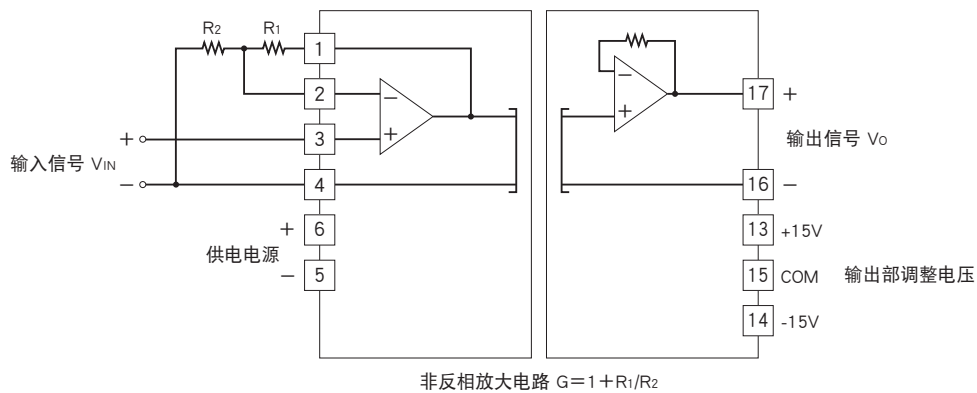 R2 R1
1
2
−
3
+
+
输入信号 VIN
−
4
+
6
供电电源
−
5
−
+
17
+
输出信号 Vo
16
−
13
+15V
15
COM
输出部调整电压
14
-15V
非反相放大电路 G=1+R1/R2